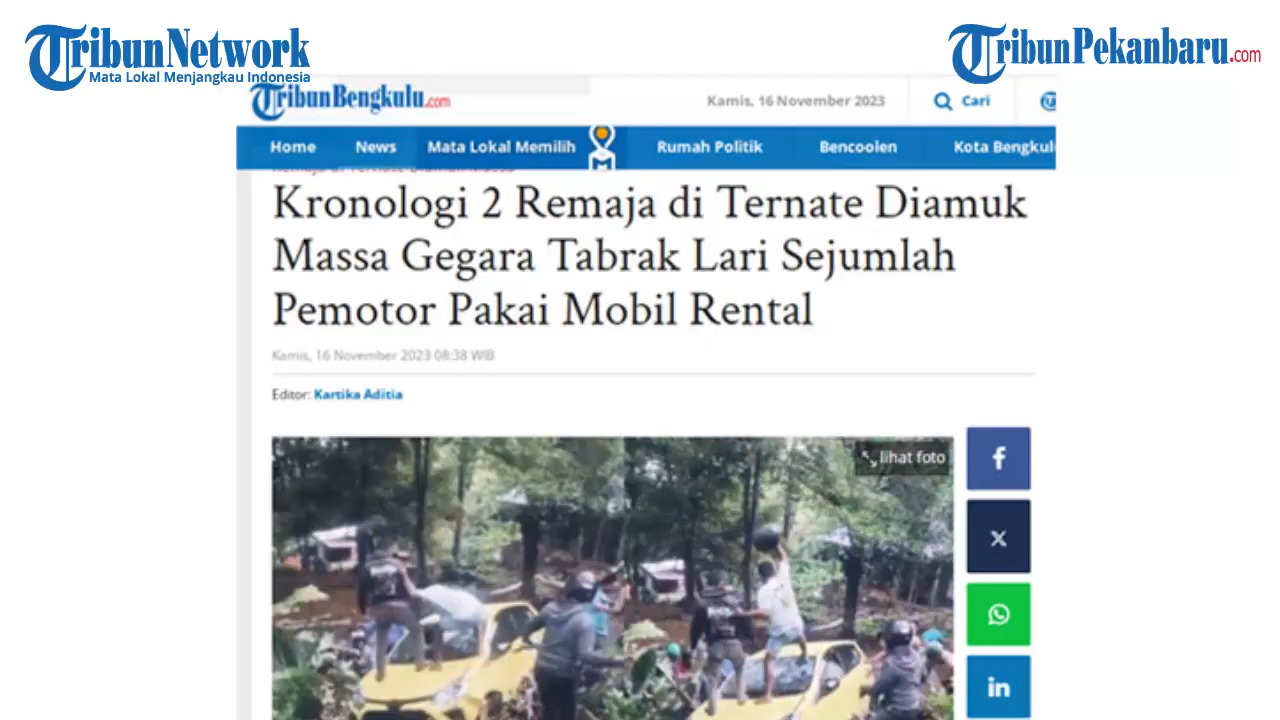 TribunNetwork
Mata Lokal Menjangkau Indonesia
TribunPekanbaru.com
TribunBengkulu.com
Kamis, 16 November 2023
Cari
Home
News
Mata Lokal Memilih
Rumah Politik
Bencoolen
Kota Bengkulu
Kronologi 2 Remaja di Ternate Diamuk
Massa Gegara Tabrak Lari Sejumlah
Pemotor Pakai Mobil Rental
Kamis, 16 November 2023 08:38 WIB
Editor: Kartika Aditia
lihat foto